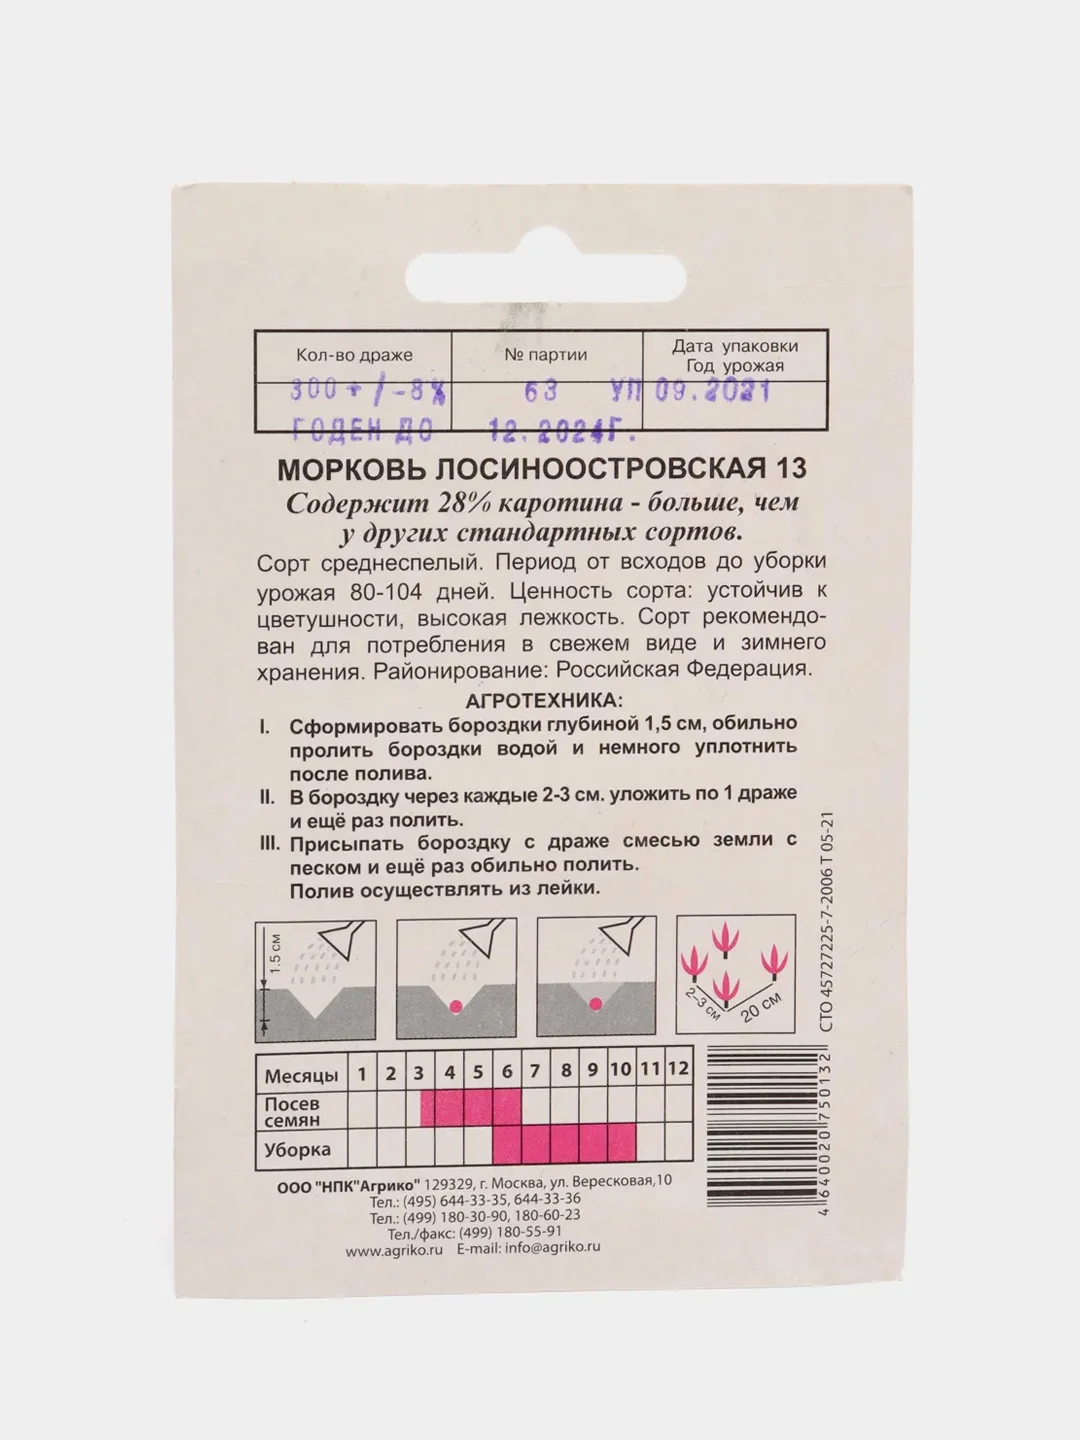 Кол-во драже № партии Дата упаковки
Год урожая
300+/-8% 63 УП 09.2021
ГОДЕН ДО 12.2024Г.
МОРКОВЬ ЛОСИНООСТРОВСКАЯ 13
Содержит 28% каротина - больше, чем
у других стандартных сортов.
Сорт среднеспелый. Период от всходов до уборки
урожая 80-104 дней. Ценность сорта: устойчив к
цветушности, высокая лежкость. Сорт рекомендо-
ван для потребления в свежем виде и зимнего
хранения. Районирование: Российская Федерация.
АГРОТЕХНИКА:
I. Сформировать бороздки глубиной 1,5 см, обильно
пролить бороздки водой и немного уплотнить
после полива.
II. В бороздку через каждые 2-3 см. уложить по 1 драже
и ещё раз полить.
III. Присыпать бороздку с драже смесью земли с
песком и ещё раз обильно полить.
Полив осуществлять из лейки.
1.5 см
2-3 см
20 см
СТО 45727225-7-2006 Т 05-21
Месяцы 1 2 3 4 5 6 7 8 9 10 11 12
Посев
семян
Уборка
4 640020 750132
ООО "НПК"Агрико" 129329, г. Москва, ул. Вересковая,10
Тел.: (495) 644-33-35, 644-33-36
Тел.: (499) 180-30-90, 180-60-23
Тел./факс: (499) 180-55-91
www.agriko.ru E-mail: info@agriko.ru